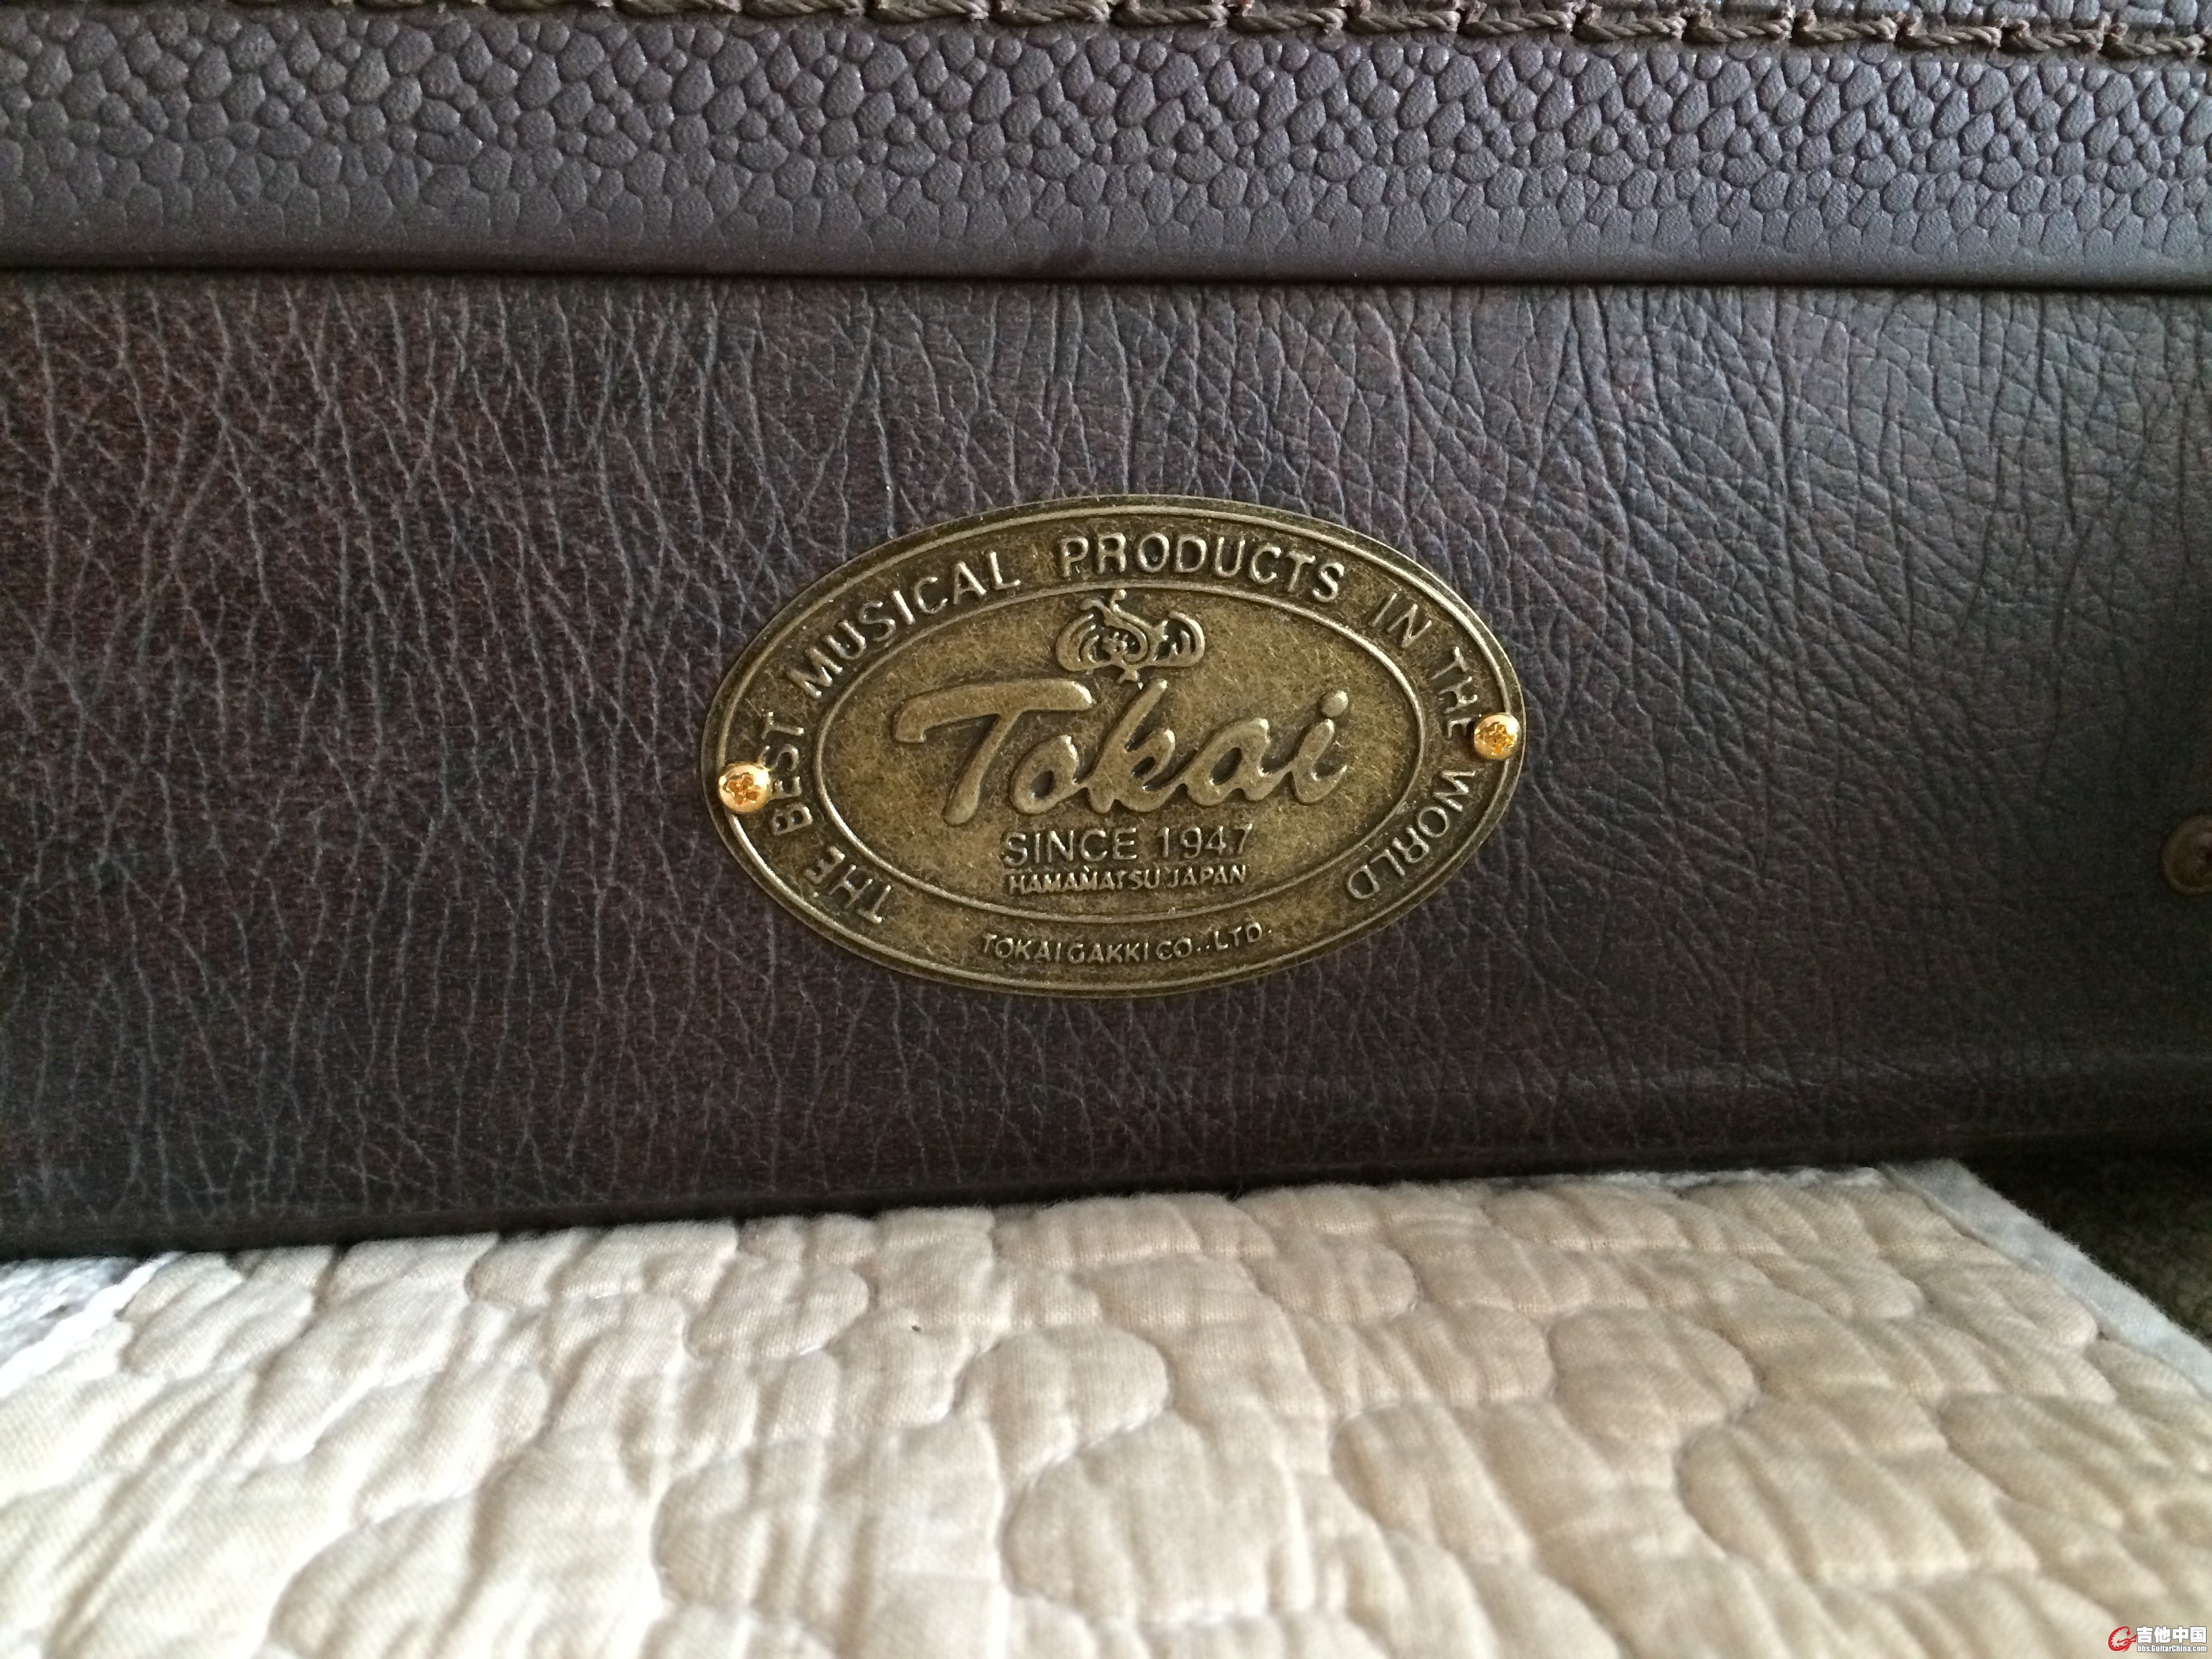 THE BEST MUSICAL PRODUCTS IN THE WORLD
Tokai
SINCE 1947
HAMAMATSU JAPAN
TOKAI GAKKI CO., LTD.
吉他中国
bbs.GuitarChina.com